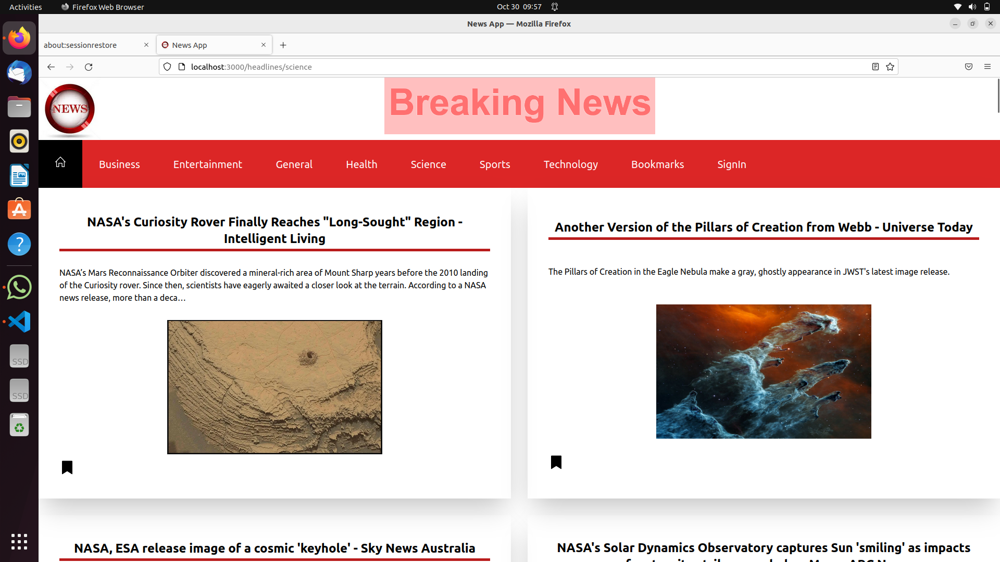 Activities
Firefox Web Browser
Oct 30 09:57
News App — Mozilla Firefox
about:sessionrestore
News App
localhost:3000/headlines/science
NEWS
Breaking News
Business
Entertainment
General
Health
Science
Sports
Technology
Bookmarks
SignIn
NASA's Curiosity Rover Finally Reaches "Long-Sought" Region -
Intelligent Living
NASA’s Mars Reconnaissance Orbiter discovered a mineral-rich area of Mount Sharp years before the 2010 landing
of the Curiosity rover. Since then, scientists have eagerly awaited a closer look at the terrain. According to a NASA
news release, more than a deca…
Another Version of the Pillars of Creation from Webb - Universe Today
The Pillars of Creation in the Eagle Nebula make a gray, ghostly appearance in JWST's latest image release.
NASA, ESA release image of a cosmic 'keyhole' - Sky News Australia
NASA's Solar Dynamics Observatory captures Sun 'smiling' as impacts
SSD
SSD